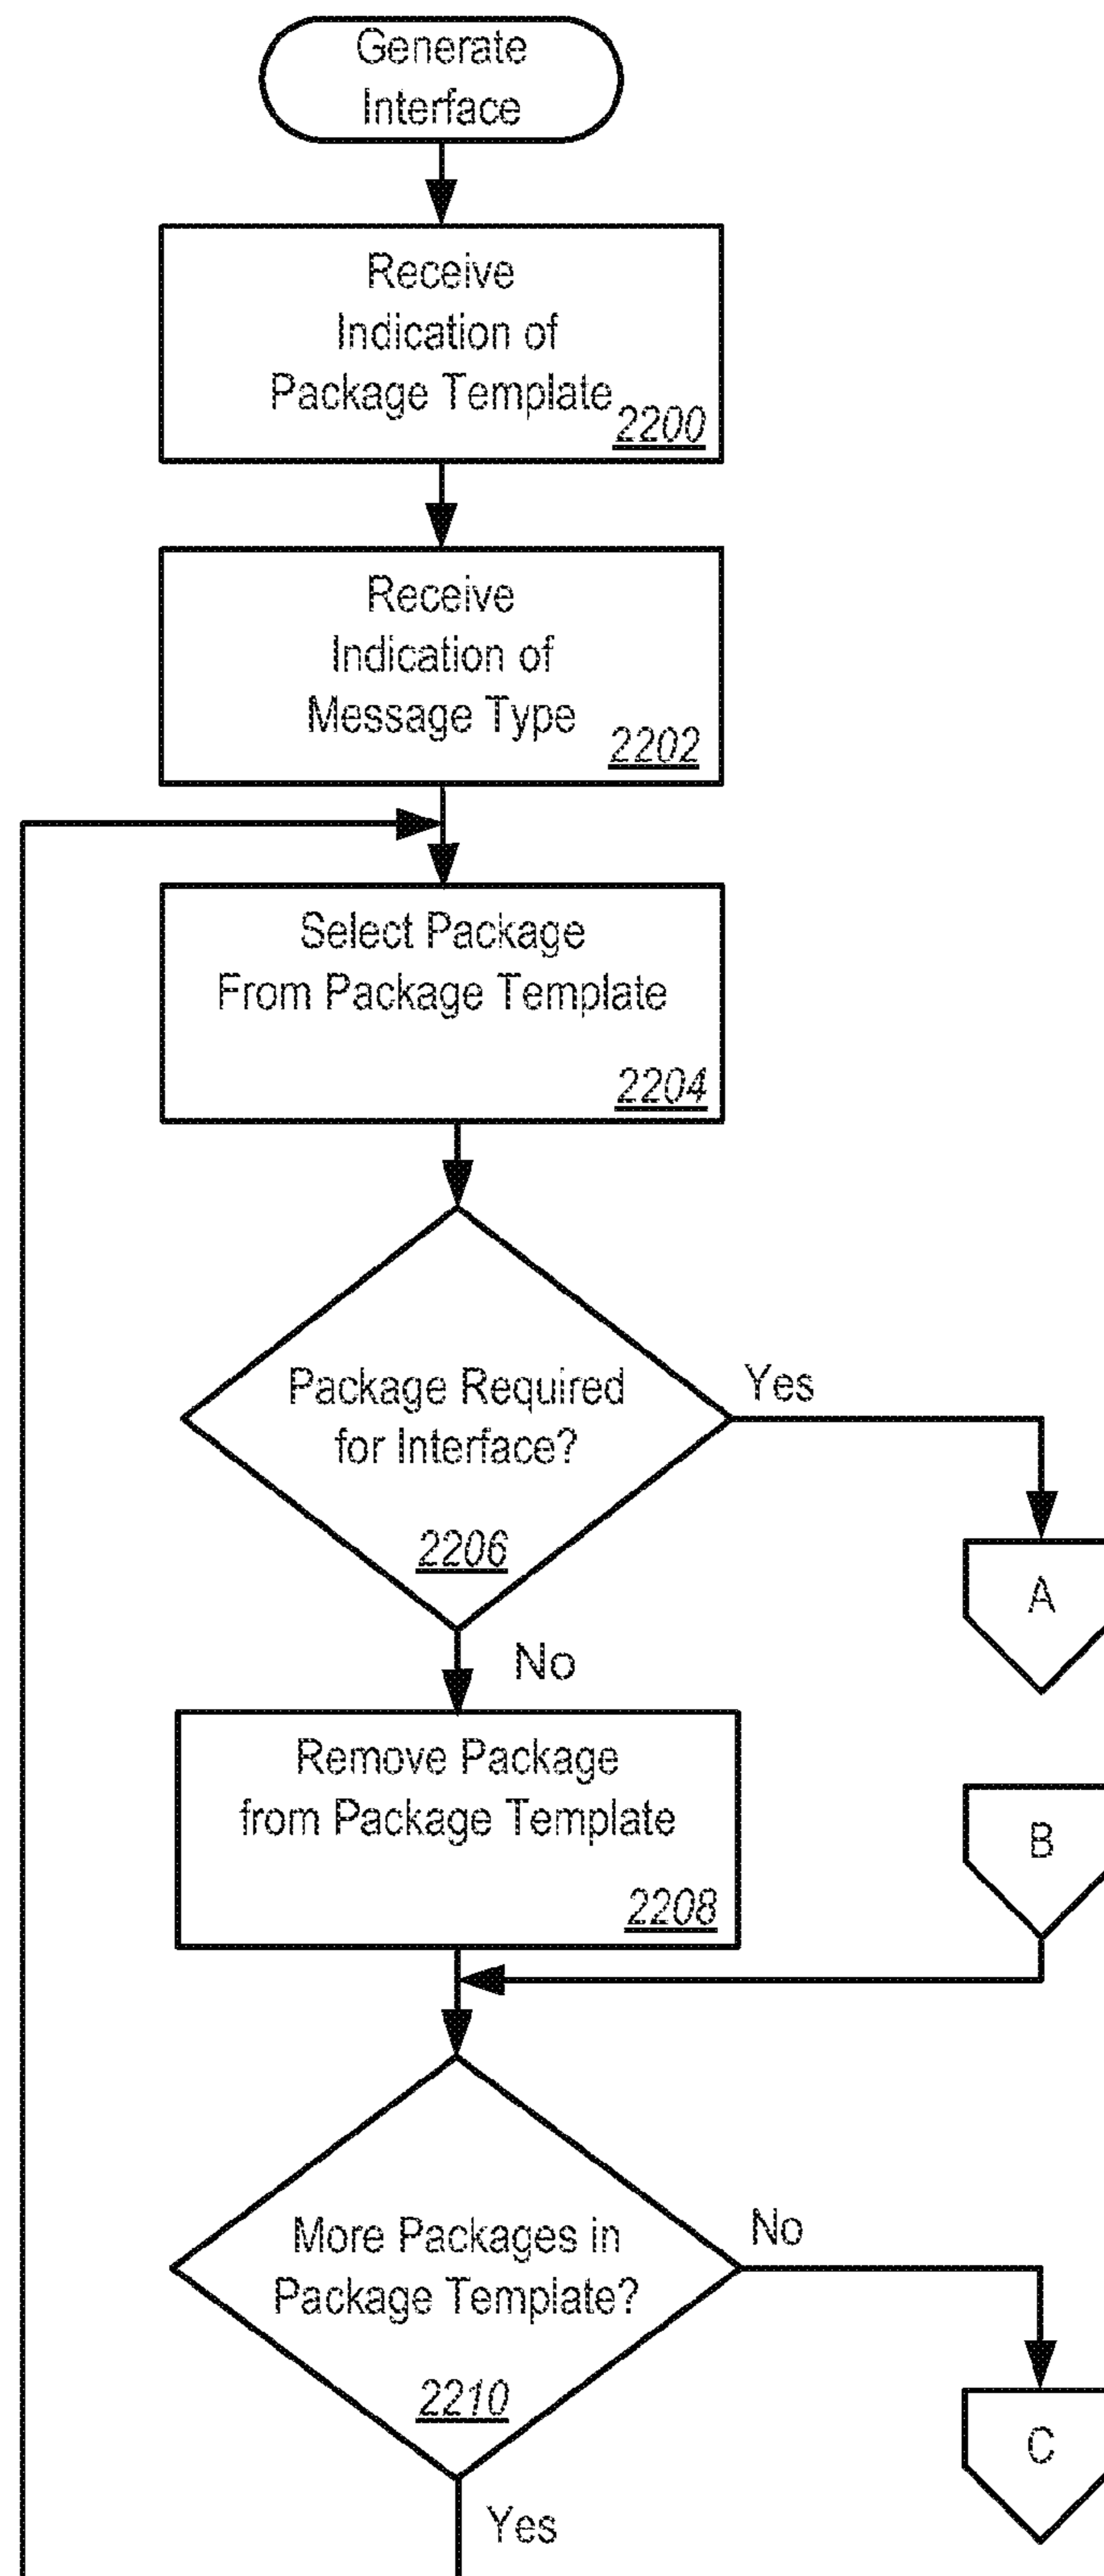 Generate
Interface
Receive
Indication of
Package Template
2200
Receive
Indication of
Message Type
2202
Select Package
From Package Template
2204
Package Required
for Interface?
2206
Yes
A
No
Remove Package
from Package Template
2208
B
More Packages in
Package Template?
2210
No
C
Yes